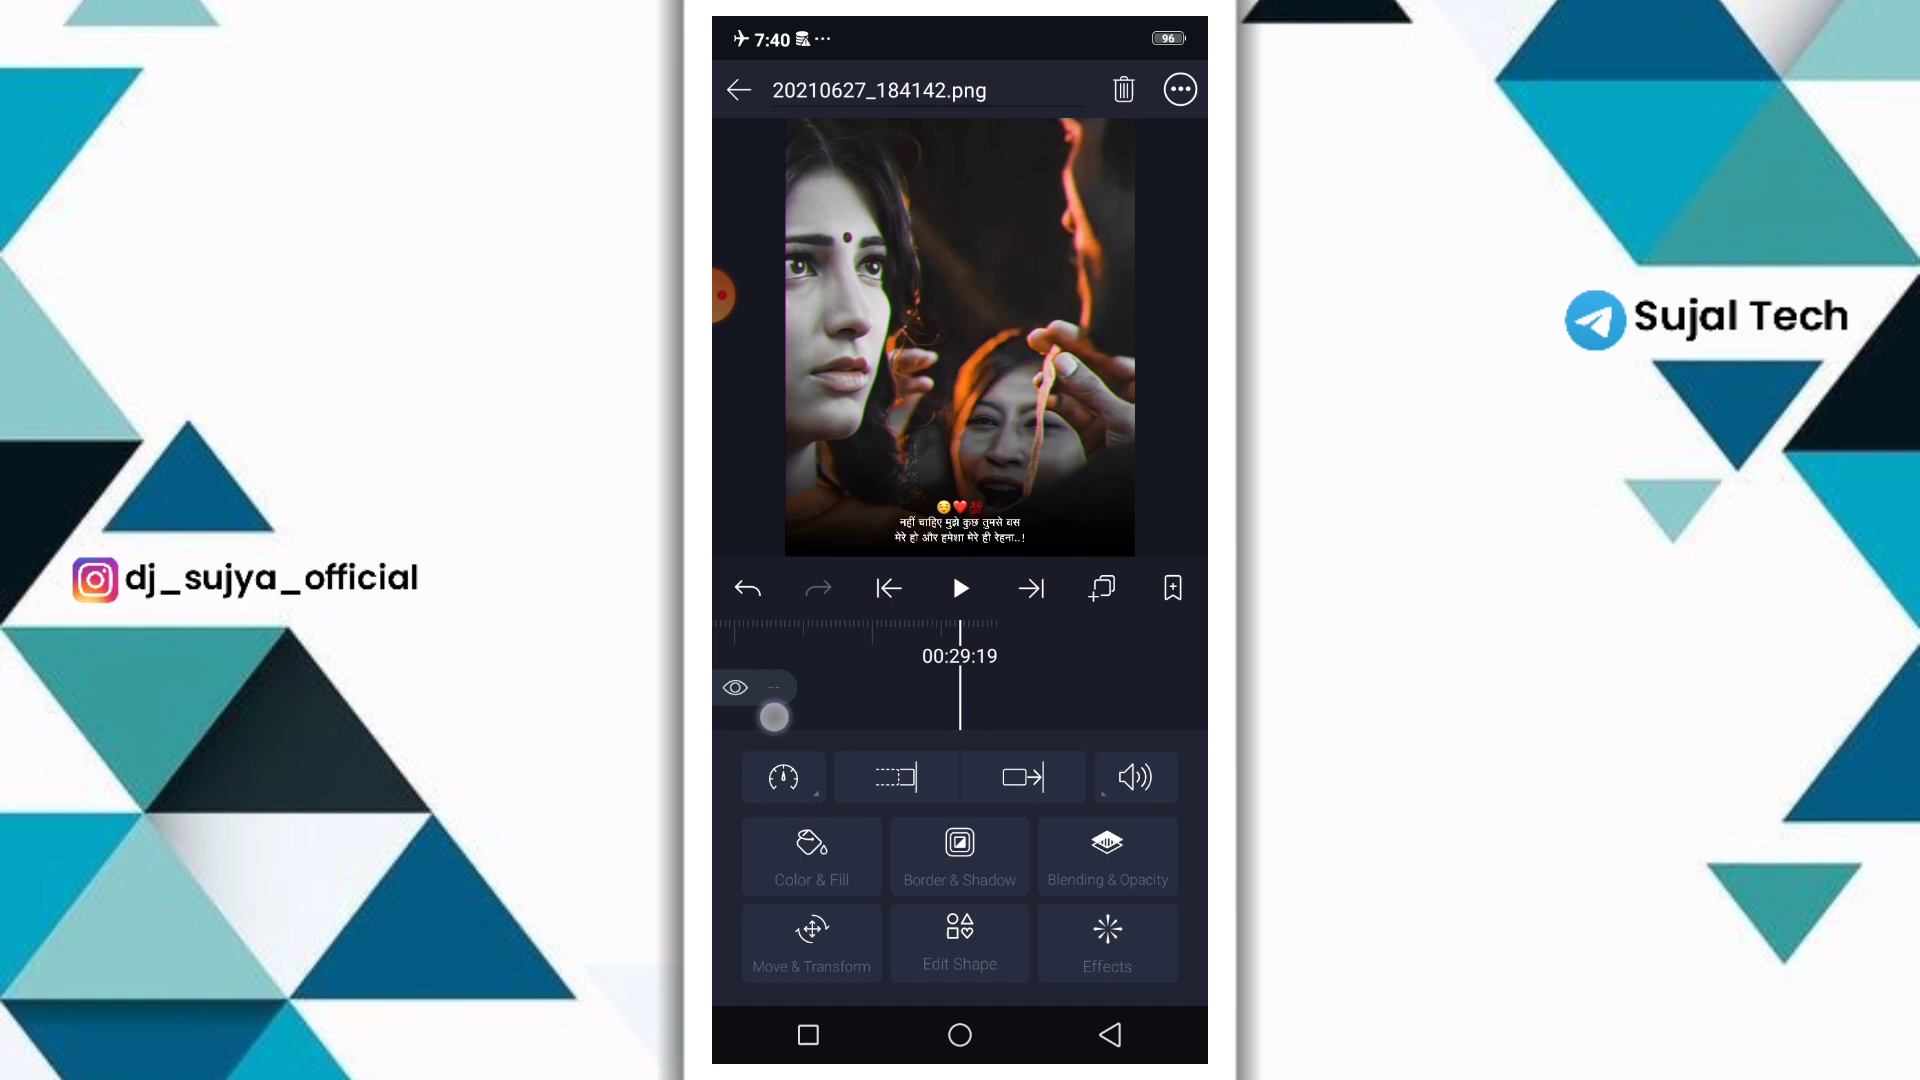 7:40
96
20210627_184142.png
नहीं चाहिए मुझे कुछ तुमसे बस
मेरे हो और हमेशा मेरे ही रेहना..!
00:29:19
Color & Fill
Border & Shadow
Blending & Opacity
Move & Transform
Edit Shape
Effects
dj_sujya_official
Sujal Tech